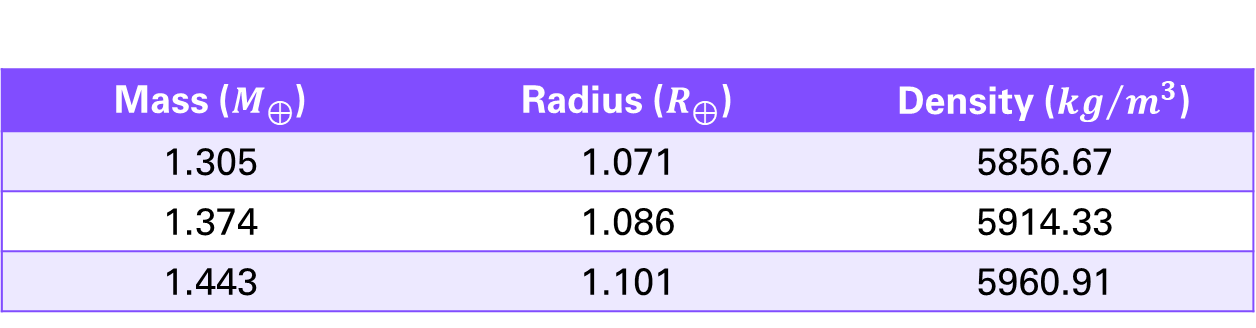 Mass (M⊕) Radius (R⊕) Density (kg/m³)
1.305 1.071 5856.67
1.374 1.086 5914.33
1.443 1.101 5960.91